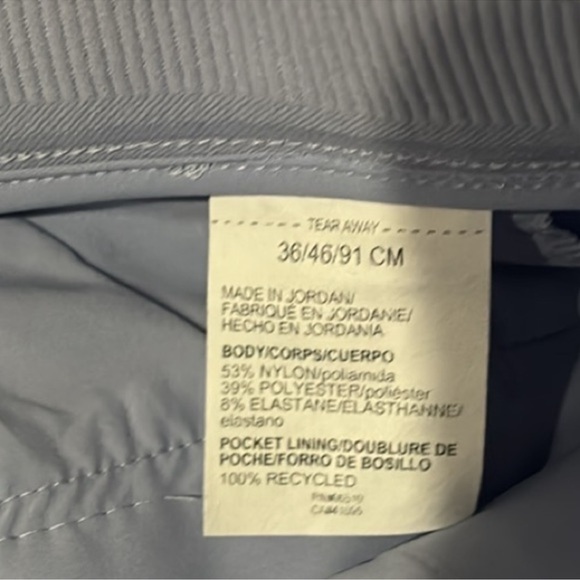 - - - - - - - TEAR AWAY - - - - - - -
36/46/91 CM
MADE IN JORDAN/
FABRIQUÉ EN JORDANIE/
HECHO EN JORDANIA
BODY/CORPS/CUERPO
53% NYLON/poliamida
39% POLYESTER/poliéster
8% ELASTANE/ELASTHANNE/
elastano
POCKET LINING/DOUBLURE DE
POCHE/FORRO DE BOSILLO
100% RECYCLED